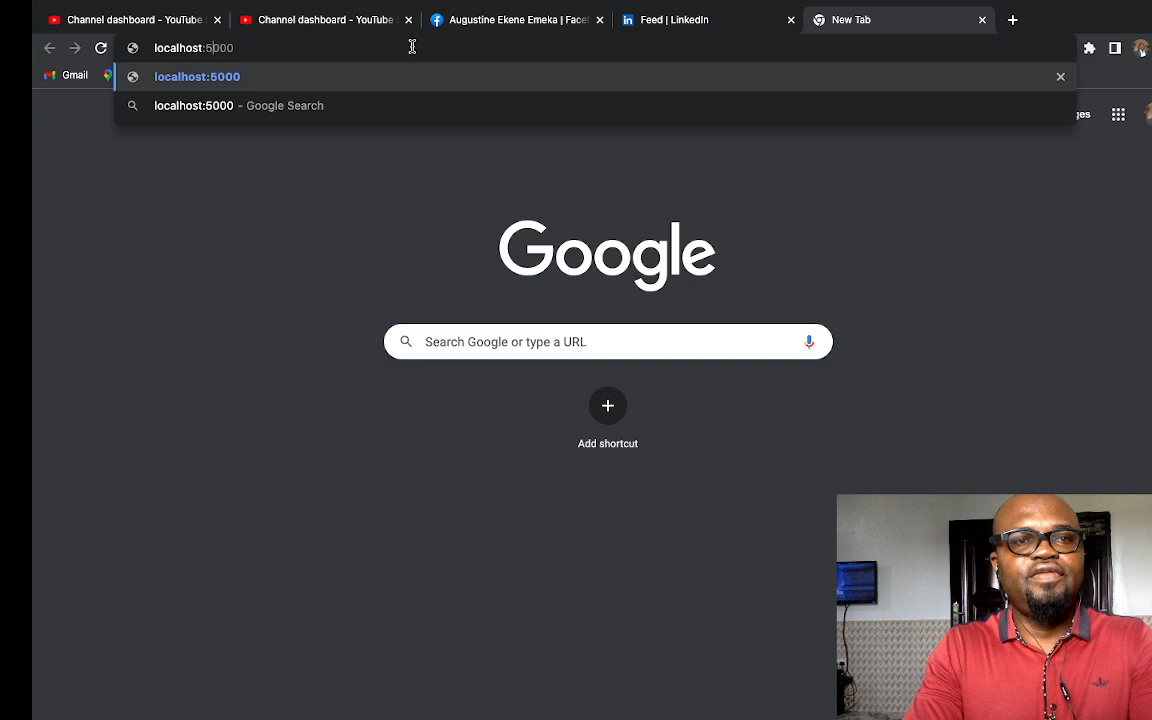 Channel dashboard - YouTube
Channel dashboard - YouTube
Augustine Ekene Emeka | Face
Feed | LinkedIn
New Tab
localhost:5000
Gmail
localhost:5000
localhost:5000 - Google Search
Google
Search Google or type a URL
Add shortcut